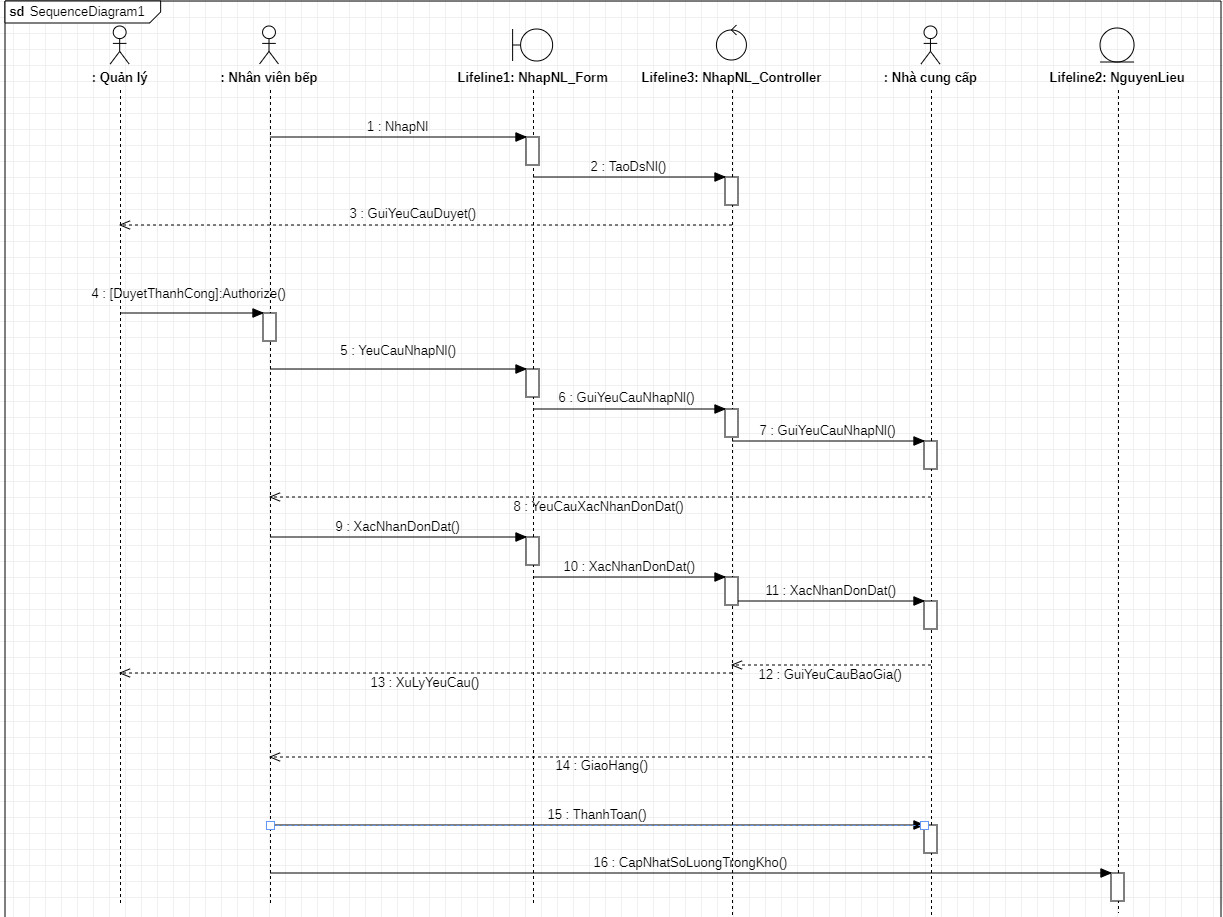 sd SequenceDiagram1
: Quản lý
: Nhân viên bếp
Lifeline1: NhapNL_Form
Lifeline3: NhapNL_Controller
: Nhà cung cấp
Lifeline2: NguyenLieu
1 : NhapNl
2 : TaoDsNl()
3 : GuiYeuCauDuyet()
4 : [DuyetThanhCong]:Authorize()
5 : YeuCauNhapNl()
6 : GuiYeuCauNhapNl()
7 : GuiYeuCauNhapNl()
8 : YeuCauXacNhanDonDat()
9 : XacNhanDonDat()
10 : XacNhanDonDat()
11 : XacNhanDonDat()
12 : GuiYeuCauBaoGia()
13 : XuLyYeuCau()
14 : GiaoHang()
15 : ThanhToan()
16 : CapNhatSoLuongTrongKho()